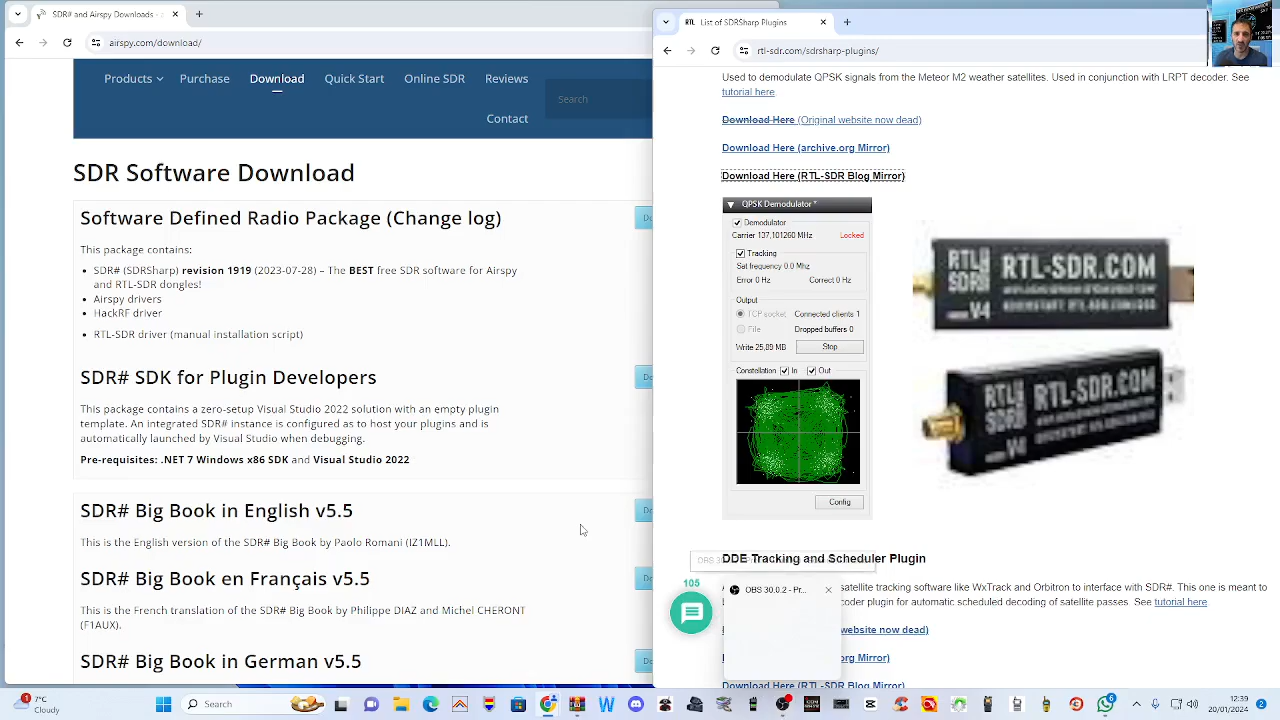 SDR and Airspy Downloads -
airspy.com/download/
Products
Purchase
Download
Quick Start
Online SDR
Reviews
Contact
Search
SDR Software Download
Software Defined Radio Package (Change log)
This package contains:
SDR# (SDRSharp) revision 1919 (2023-07-28) – The BEST free SDR software for Airspy
and RTL-SDR dongles!
Airspy drivers
HackRF driver
RTL-SDR driver (manual installation script)
SDR# SDK for Plugin Developers
This package contains a zero-setup Visual Studio 2022 solution with an empty plugin
template. An integrated SDR# instance is configured as to host your plugins and is
automatically launched by Visual Studio when debugging.
Pre-requisites: .NET 7 Windows x86 SDK and Visual Studio 2022
SDR# Big Book in English v5.5
This is the English version of the SDR# Big Book by Paolo Romani (IZ1MLL).
SDR# Big Book en Français v5.5
This is the French translation of the SDR# Big Book by Philippe DIAZ and Michel CHERONT
(F1AUX).
SDR# Big Book in German v5.5
List of SDRSharp Plugins
rtl-sdr.com/sdrsharp-plugins/
Used to demodulate QPSK signals from the Meteor M2 weather satellites. Used in conjunction with LRPT decoder. See
tutorial here.
Download Here (Original website now dead)
Download Here (archive.org Mirror)
Download Here (RTL-SDR Blog Mirror)
QPSK Demodulator *
Demodulator
Carrier 137,101260 MHz Locked
Tracking
Sat frequency 0.0 Mhz
Error 0 Hz Correct 0 Hz
Output
TCP socket Connected clients 1
File Dropped buffers 0
Write 25,89 MB Stop
Constellation In Out
Config
RTL-SDR.COM
V4
RTL-SDR.COM
V4
DDE Tracking and Scheduler Plugin
satellite tracking software like WxTrack and Orbitron to interface with SDR#. This one is meant to
coder plugin for automatic scheduled decoding of satellite passes. See tutorial here.
website now dead)
org Mirror)
Download Here (RTL-SDR Blog Mirror)
105
OBS 30.0.2 - Pr...
7°C
Cloudy
Search
12:39
20/01/2024